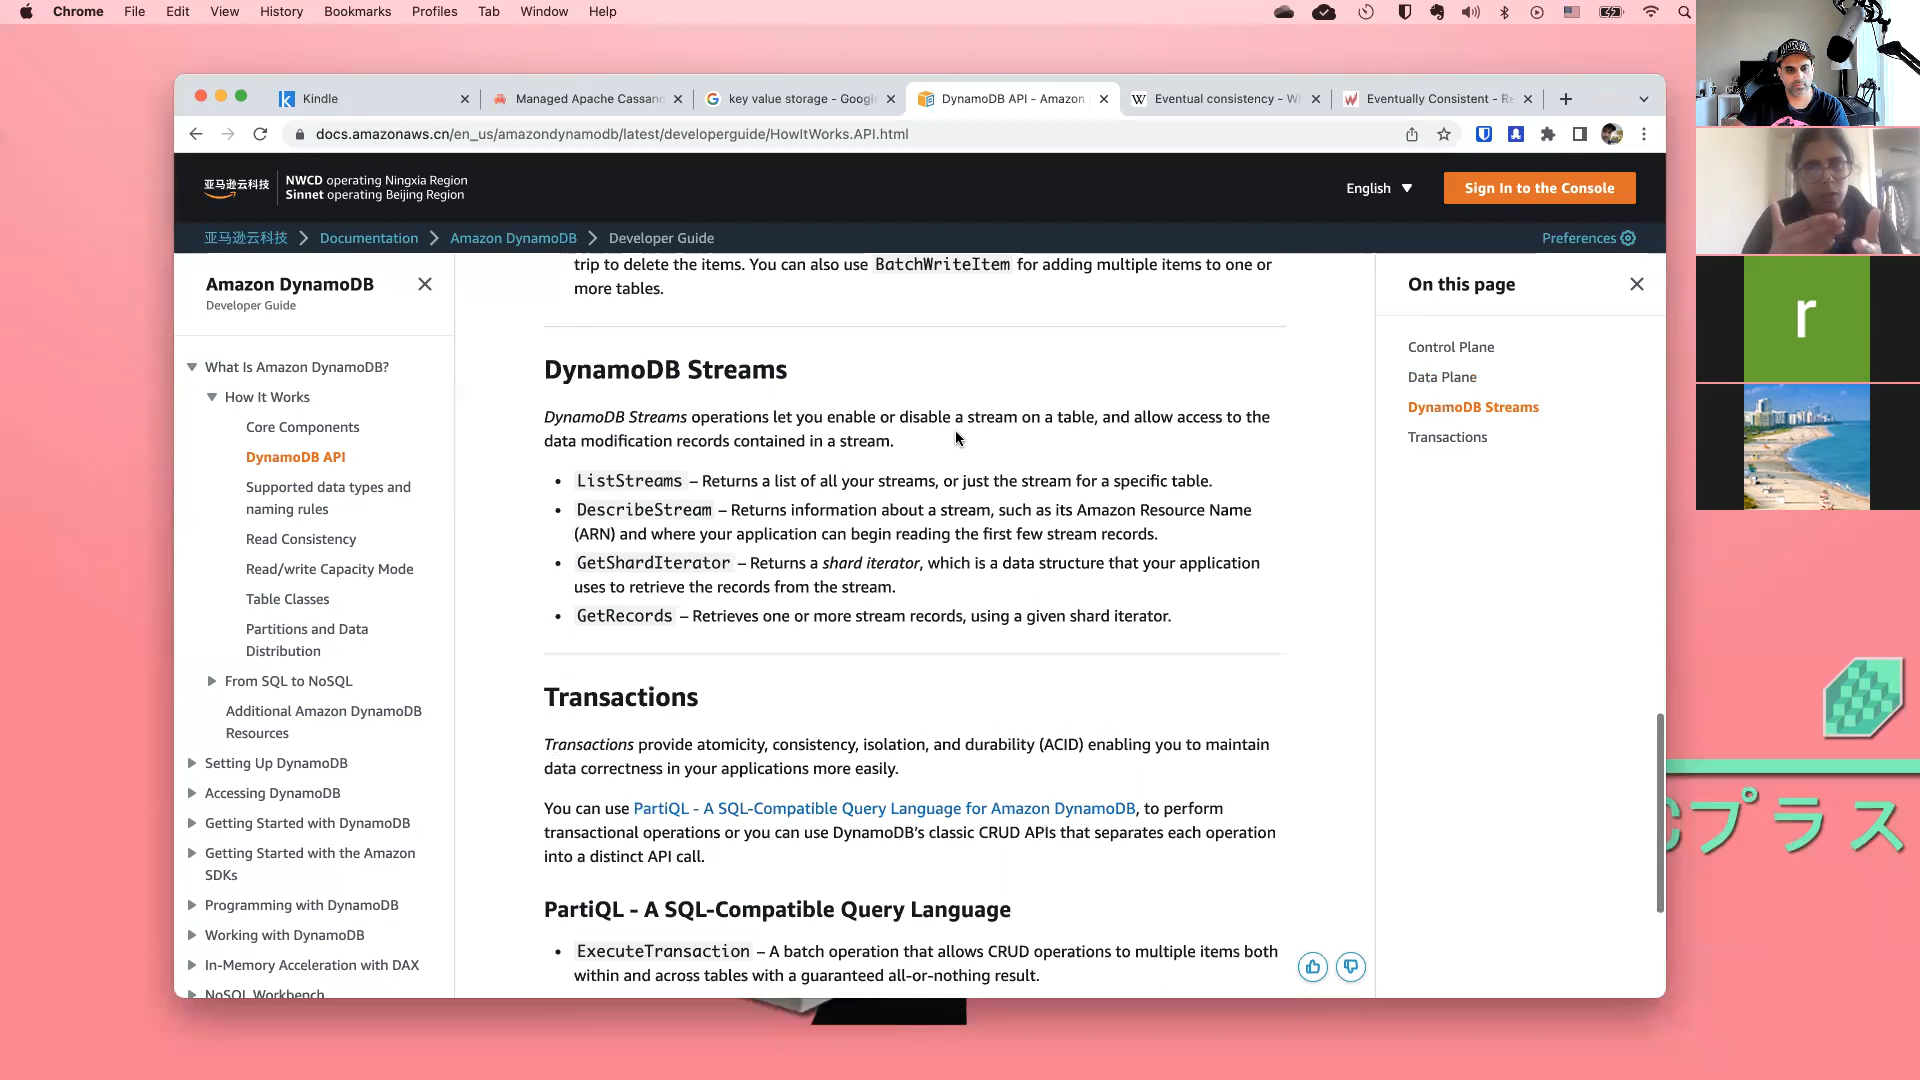 Chrome File Edit View History Bookmarks Profiles Tab Window Help
Kindle
Managed Apache Cassand
key value storage - Googl
DynamoDB API - Amazon
Eventual consistency - W
Eventually Consistent - Re
docs.amazonaws.cn/en_us/amazondynamodb/latest/developerguide/HowItWorks.API.html
亚马逊云科技
NWCD operating Ningxia Region
Sinnet operating Beijing Region
English
Sign In to the Console
亚马逊云科技 Documentation Amazon DynamoDB Developer Guide
Preferences
Amazon DynamoDB
Developer Guide
What Is Amazon DynamoDB?
How It Works
Core Components
DynamoDB API
Supported data types and
naming rules
Read Consistency
Read/write Capacity Mode
Table Classes
Partitions and Data
Distribution
From SQL to NoSQL
Additional Amazon DynamoDB
Resources
Setting Up DynamoDB
Accessing DynamoDB
Getting Started with DynamoDB
Getting Started with the Amazon
SDKs
Programming with DynamoDB
Working with DynamoDB
In-Memory Acceleration with DAX
NoSQL Workbench
trip to delete the items. You can also use BatchWriteItem for adding multiple items to one or
more tables.
DynamoDB Streams
DynamoDB Streams operations let you enable or disable a stream on a table, and allow access to the
data modification records contained in a stream.
• ListStreams – Returns a list of all your streams, or just the stream for a specific table.
• DescribeStream – Returns information about a stream, such as its Amazon Resource Name
(ARN) and where your application can begin reading the first few stream records.
• GetShardIterator – Returns a shard iterator, which is a data structure that your application
uses to retrieve the records from the stream.
• GetRecords – Retrieves one or more stream records, using a given shard iterator.
Transactions
Transactions provide atomicity, consistency, isolation, and durability (ACID) enabling you to maintain
data correctness in your applications more easily.
You can use PartiQL - A SQL-Compatible Query Language for Amazon DynamoDB, to perform
transactional operations or you can use DynamoDB's classic CRUD APIs that separates each operation
into a distinct API call.
PartiQL - A SQL-Compatible Query Language
• ExecuteTransaction – A batch operation that allows CRUD operations to multiple items both
within and across tables with a guaranteed all-or-nothing result.
On this page
Control Plane
Data Plane
DynamoDB Streams
Transactions
r
プラス